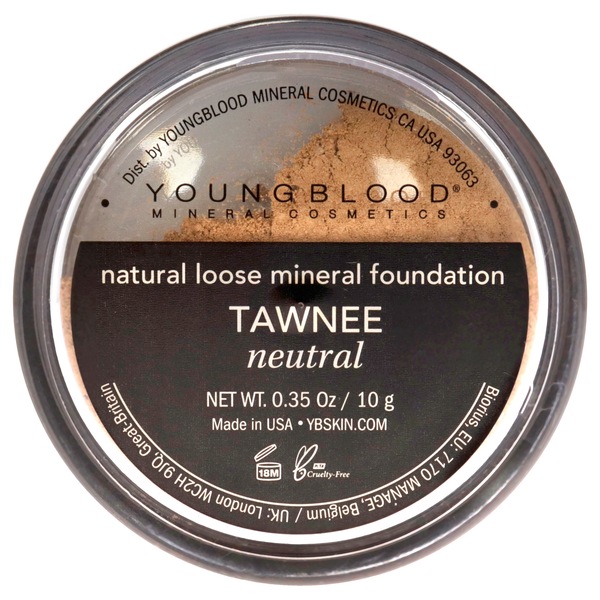 Dist. by YOUNGBLOOD MINERAL COSMETICS CA USA 93063
YOUNGBLOOD®
MINERAL COSMETICS
natural loose mineral foundation
TAWNEE
neutral
NET WT. 0.35 Oz / 10 g
Made in USA • YBSKIN.COM
18M
Cruelty-Free
Biorius, EU: 7170 MANAGE, Belgium / UK: London WC2H 9JQ, Great-Britain